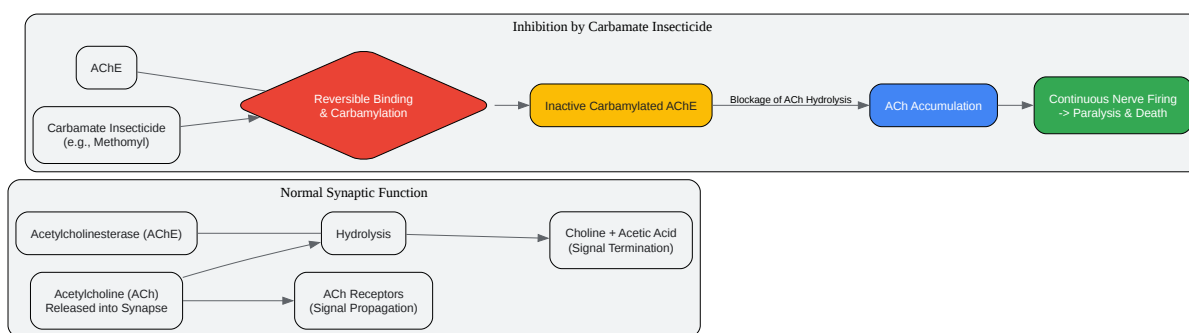 Inhibition by Carbamate Insecticide
AChE
Carbamate Insecticide
(e.g., Methomyl)
Reversible Binding
& Carbamylation
Inactive Carbamylated AChE
Blockage of ACh Hydrolysis
ACh Accumulation
Continuous Nerve Firing
-> Paralysis & Death
Normal Synaptic Function
Acetylcholinesterase (AChE)
Hydrolysis
Choline + Acetic Acid
(Signal Termination)
Acetylcholine (ACh)
Released into Synapse
ACh Receptors
(Signal Propagation)